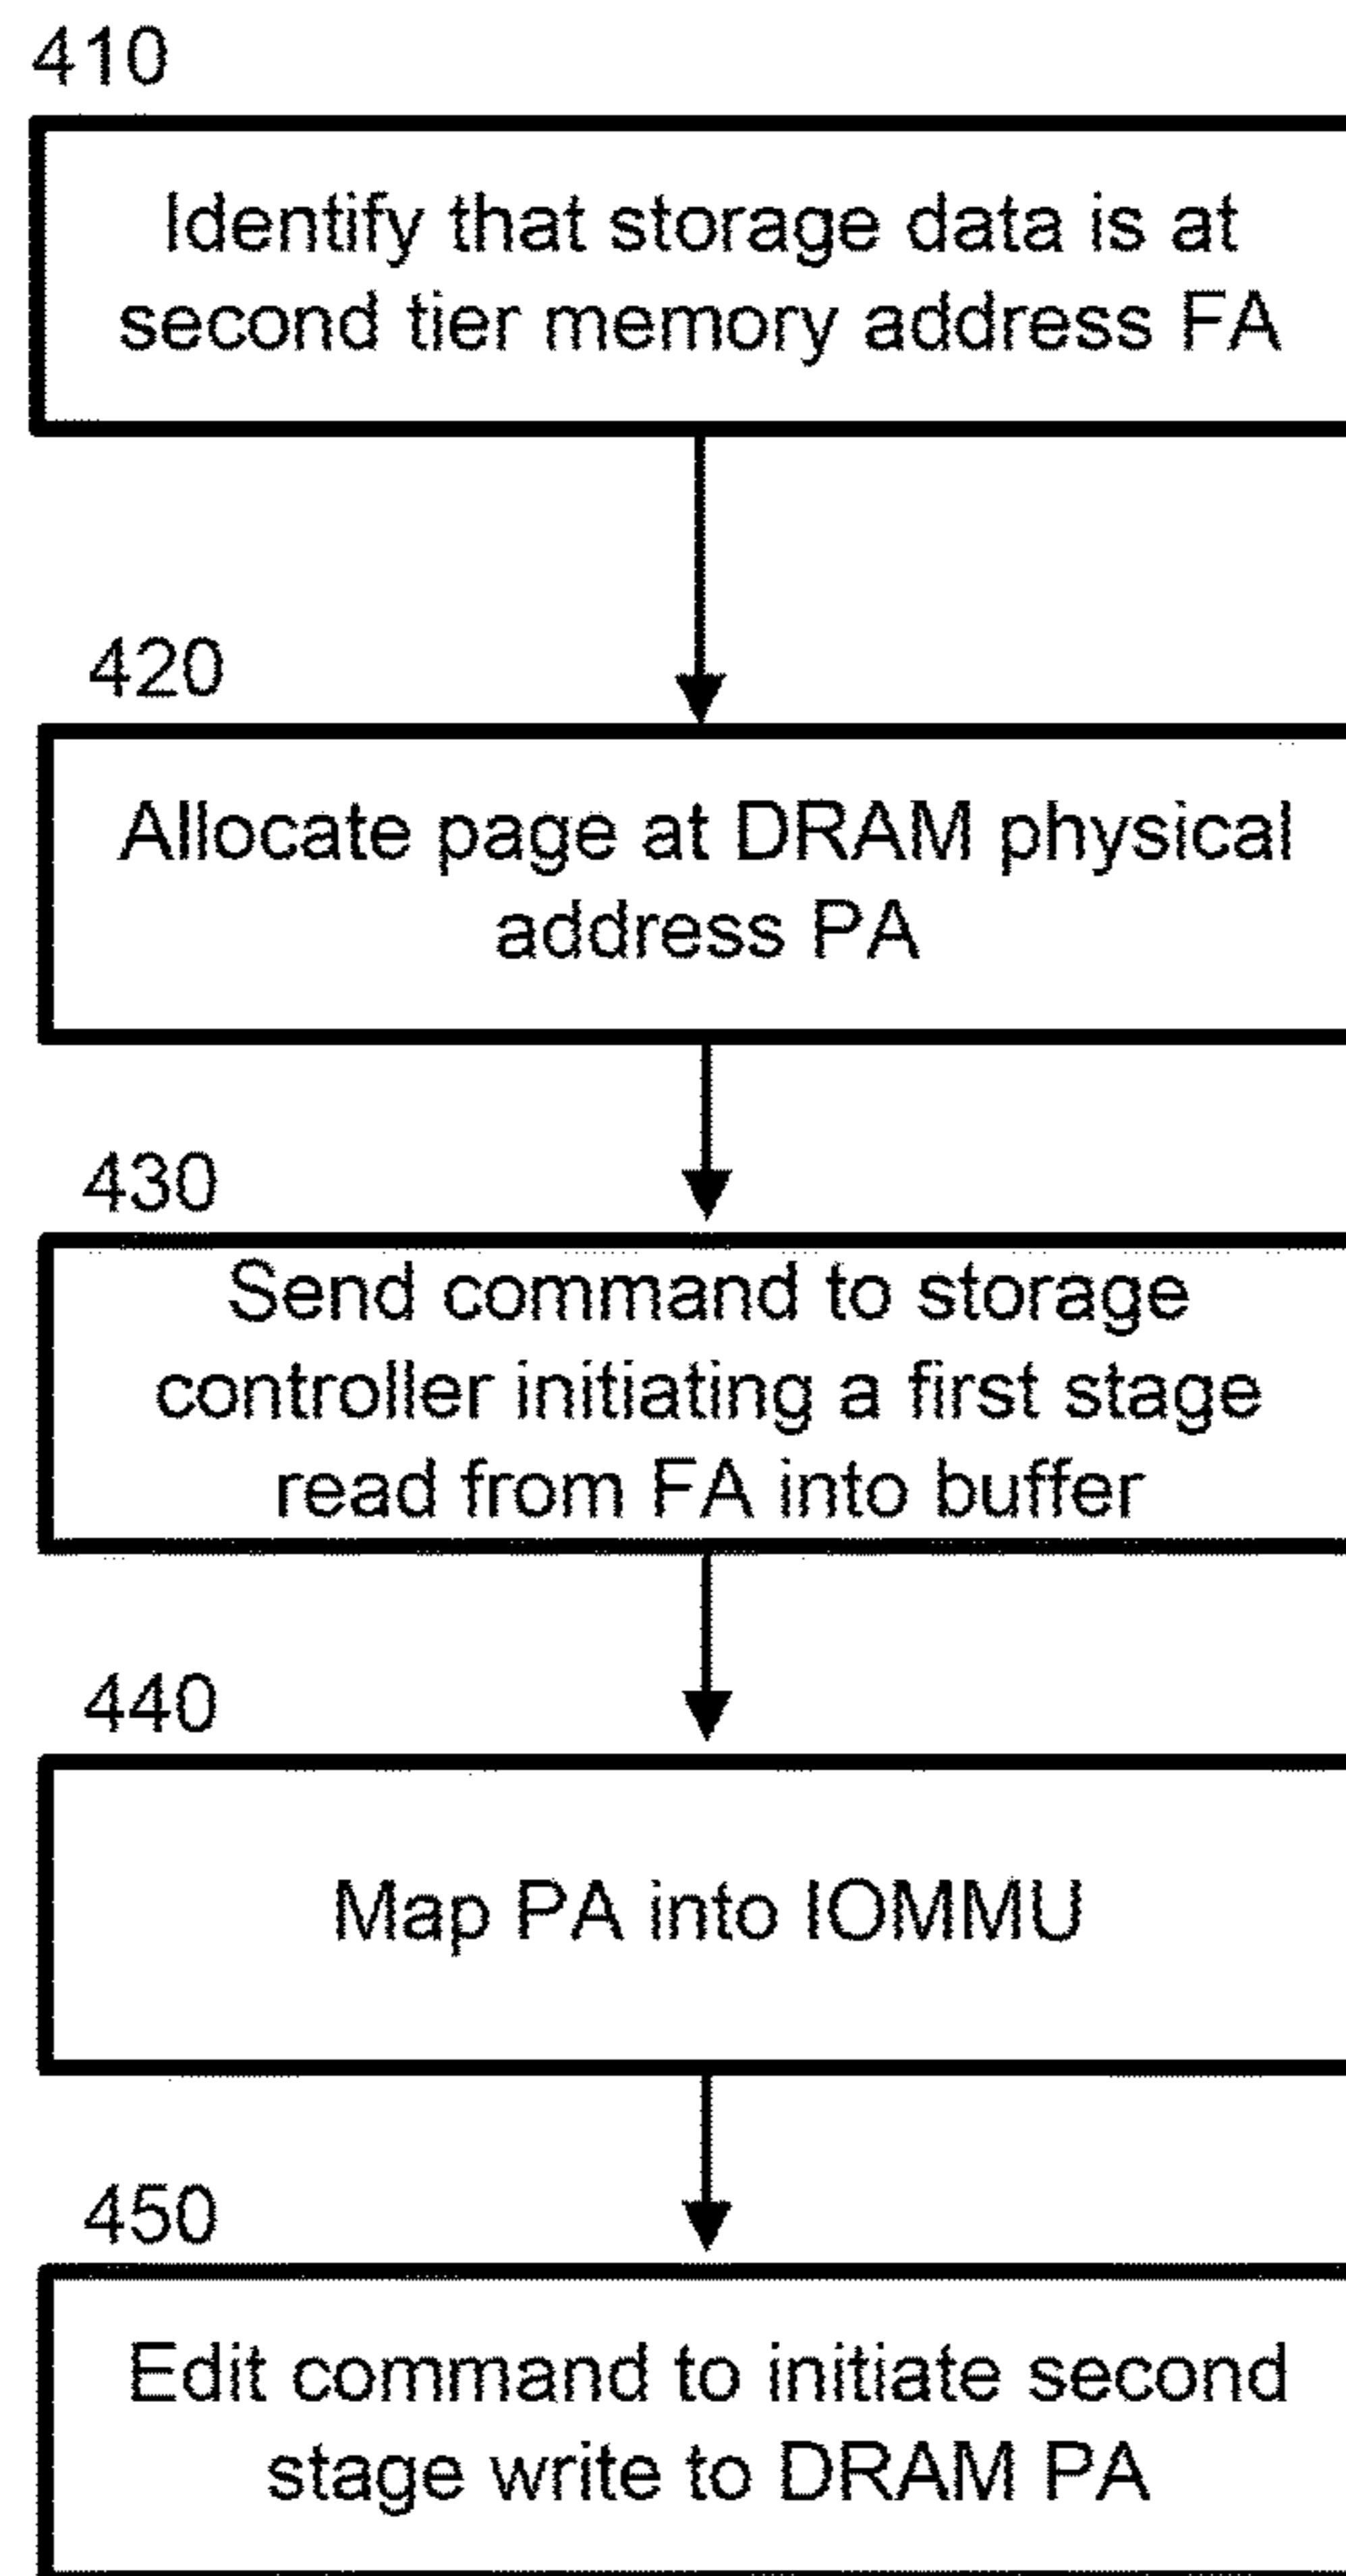 410
Identify that storage data is at
second tier memory address FA
420
Allocate page at DRAM physical
address PA
430
Send command to storage
controller initiating a first stage
read from FA into buffer
440
Map PA into IOMMU
450
Edit command to initiate second
stage write to DRAM PA